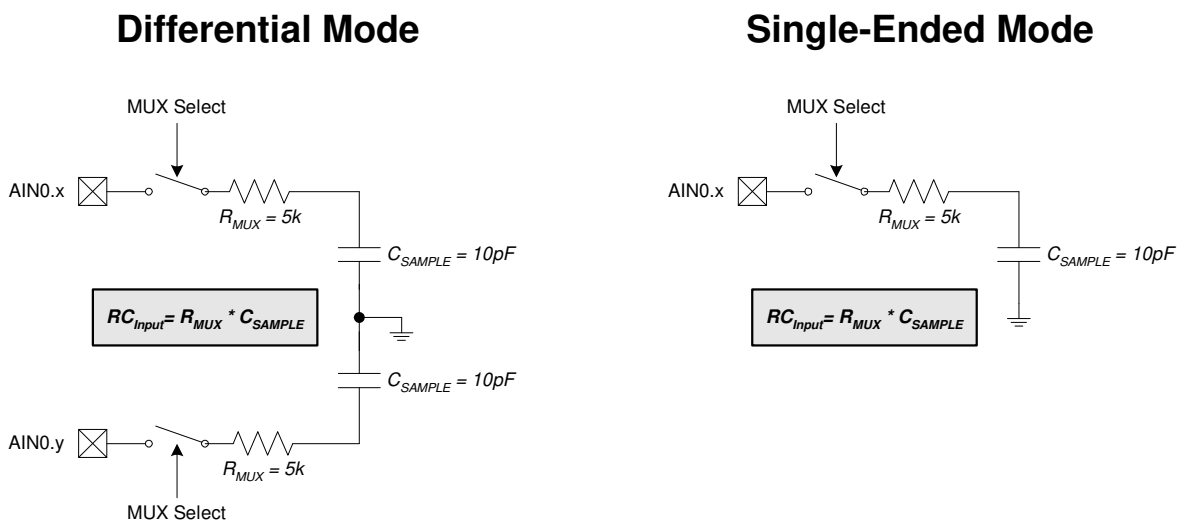 Differential Mode
MUX Select
AIN0.x
R_MUX = 5k
C_SAMPLE = 10pF
RC_Input= R_MUX * C_SAMPLE
C_SAMPLE = 10pF
AIN0.y
R_MUX = 5k
MUX Select
Single-Ended Mode
MUX Select
AIN0.x
R_MUX = 5k
C_SAMPLE = 10pF
RC_Input= R_MUX * C_SAMPLE